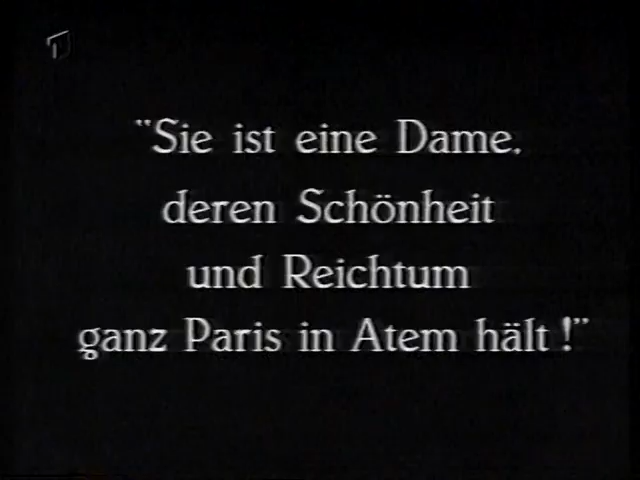 "Sie ist eine Dame,
deren Schönheit
und Reichtum
ganz Paris in Atem hält!"